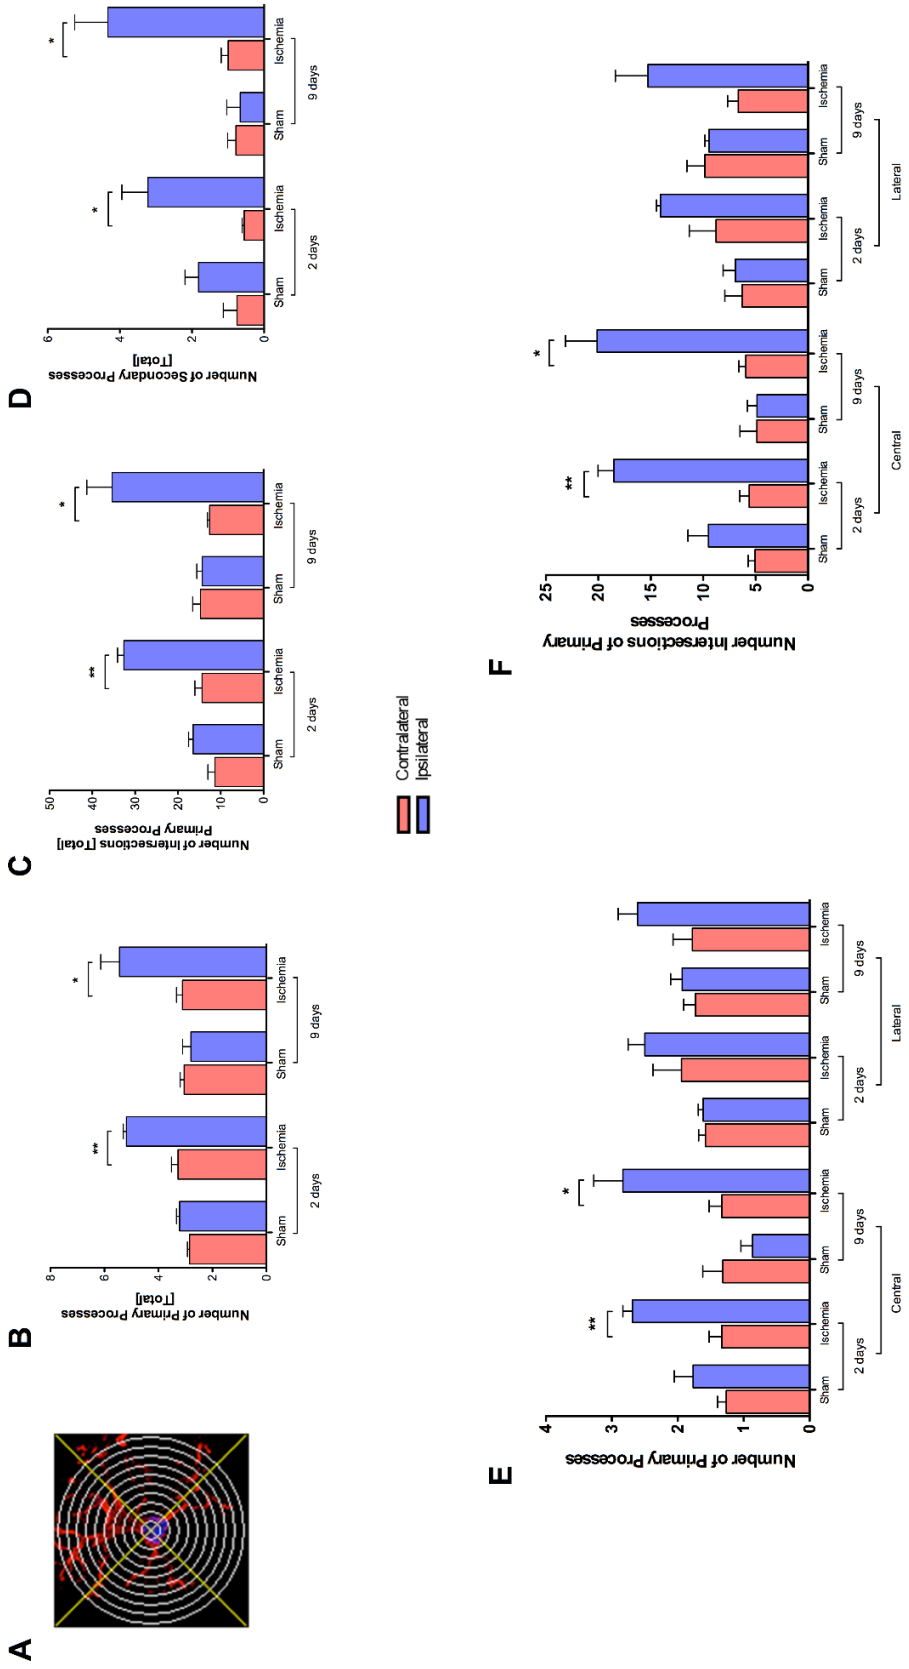 A
B
Number of Primary Processes
[Total]
8
6
4
2
0
**
*
Sham
Ischemia
Sham
Ischemia
2 days
9 days
C
Number of Intersections [Total]
Primary Processes
50
40
30
20
10
0
**
*
Sham
Ischemia
Sham
Ischemia
2 days
9 days
D
Number of Secondary Processes
[Total]
6
4
2
0
*
*
Sham
Ischemia
Sham
Ischemia
2 days
9 days
Contralateral
Ipsilateral
E
Number of Primary Processes
4
3
2
1
0
**
*
Sham
Ischemia
Sham
Ischemia
Sham
Ischemia
Sham
Ischemia
2 days
9 days
2 days
9 days
Central
Lateral
F
Number Intersections of Primary
Processes
25
20
15
10
5
0
**
*
Sham
Ischemia
Sham
Ischemia
Sham
Ischemia
Sham
Ischemia
2 days
9 days
2 days
9 days
Central
Lateral